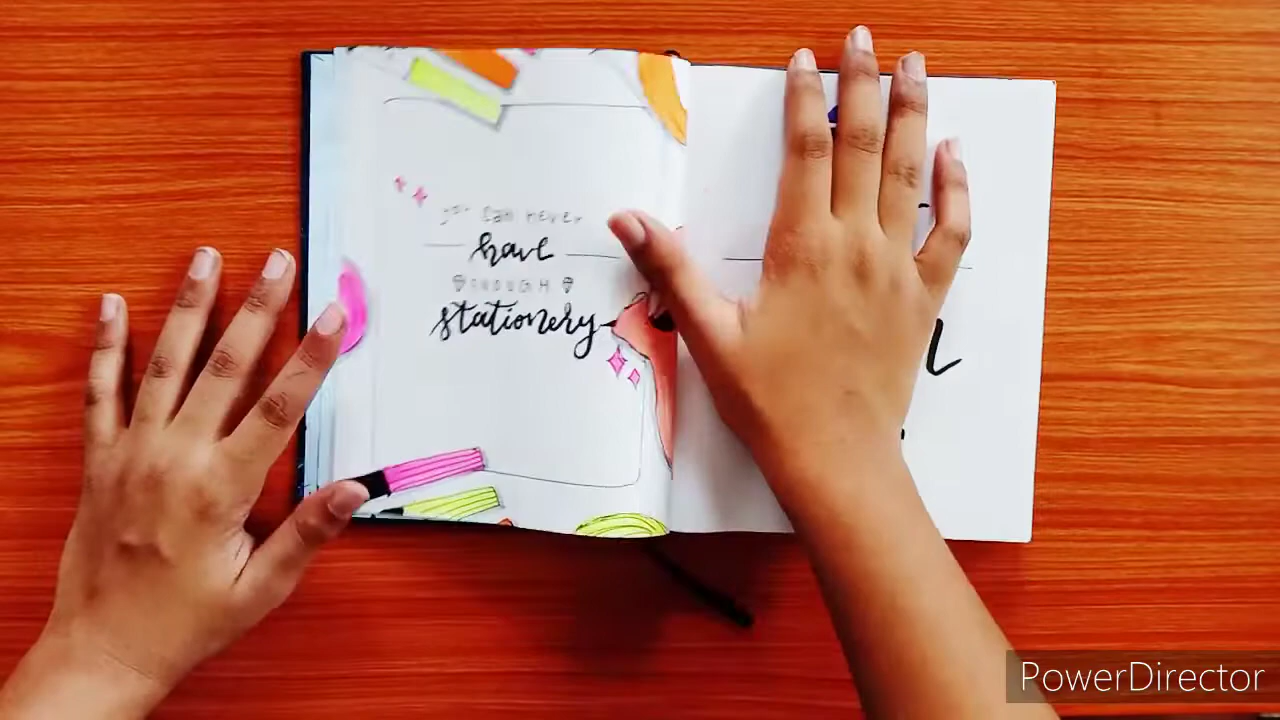 you can never
have
enough
stationery
L
PowerDirector